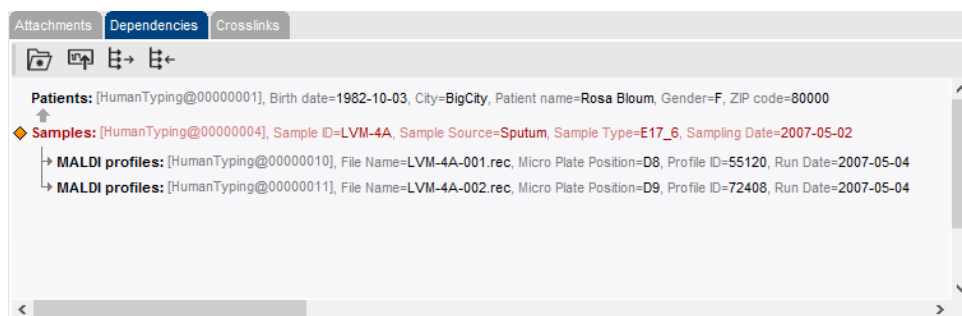 Attachments Dependencies Crosslinks
Patients: [HumanTyping@00000001], Birth date=1982-10-03, City=BigCity, Patient name=Rosa Bloum, Gender=F, ZIP code=80000
Samples: [HumanTyping@00000004], Sample ID=LVM-4A, Sample Source=Sputum, Sample Type=E17_6, Sampling Date=2007-05-02
MALDI profiles: [HumanTyping@00000010], File Name=LVM-4A-001.rec, Micro Plate Position=D8, Profile ID=55120, Run Date=2007-05-04
MALDI profiles: [HumanTyping@00000011], File Name=LVM-4A-002.rec, Micro Plate Position=D9, Profile ID=72408, Run Date=2007-05-04